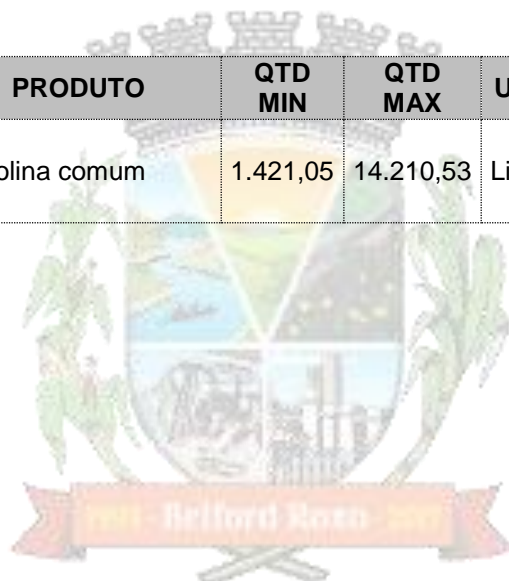 PRODUTO QTD MIN QTD MAX U
olina comum 1.421,05 14.210,53 Li
Belford Roxo